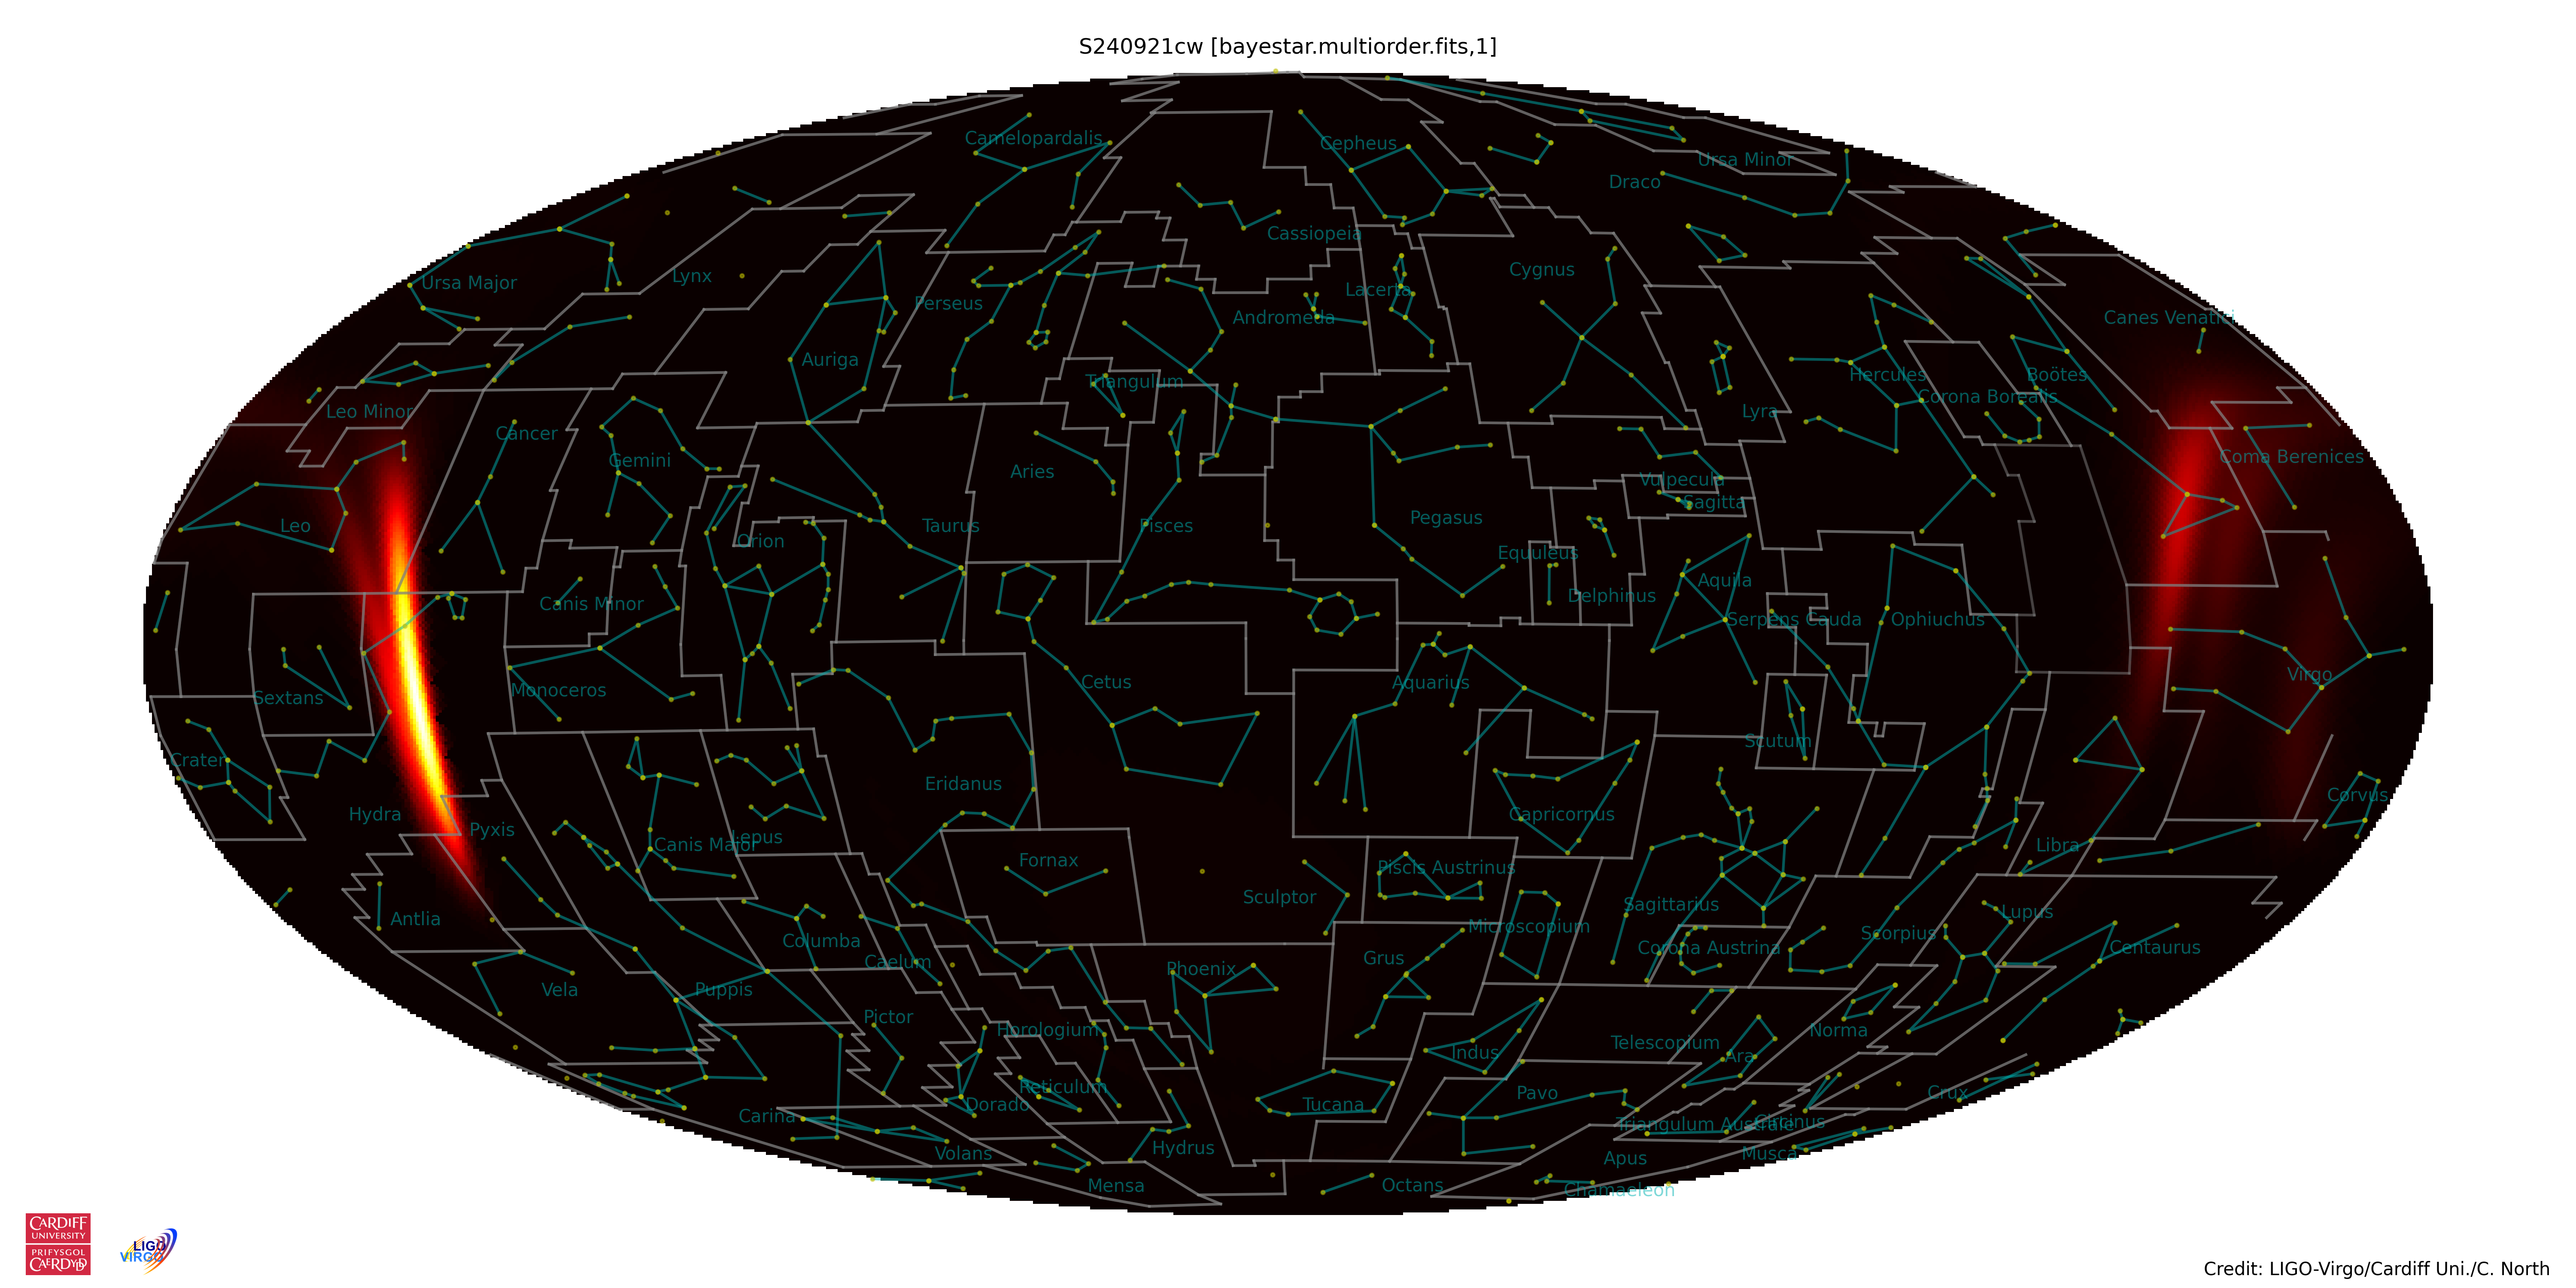 S240921cw [bayestar.multiorder.fits,1]
Camelopardalis
Cepheus
Ursa Minor
Draco
Cassiopeia
Cygnus
Lynx
Ursa Major
Lacerta
Perseus
Andromeda
Canes Venatici
Auriga
Hercules
Boötes
Triangulum
Corona Borealis
Leo Minor
Lyra
Cancer
Coma Berenices
Gemini
Aries
Vulpecula
Sagitta
Pegasus
Leo
Taurus
Pisces
Orion
Equuleus
Aquila
Delphinus
Canis Minor
Serpens Cauda
Ophiuchus
Virgo
Cetus
Aquarius
Monoceros
Sextans
Scutum
Crater
Eridanus
Corvus
Hydra
Capricornus
Pyxis
Lepus
Canis Major
Libra
Fornax
Piscis Austrinus
Sculptor
Sagittarius
Lupus
Antlia
Microscopium
Scorpius
Columba
Corona Austrina
Centaurus
Caelum
Grus
Phoenix
Vela
Puppis
Pictor
Horologium
Norma
Telescopium
Indus
Ara
Reticulum
Pavo
Crux
Dorado
Tucana
Carina
Triangulum Australe
Circinus
Hydrus
Volans
Musca
Apus
Mensa
Octans
Chamaeleon
CARDIFF
UNIVERSITY
PRIFYSGOL
CAERDYDD
LIGO
VIRGO
Credit: LIGO-Virgo/Cardiff Uni./C. North